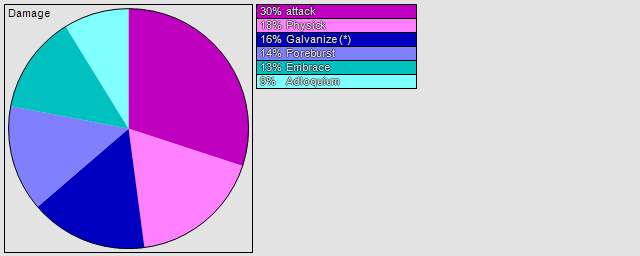 Damage
30% attack
18% Physick
16% Galvanize (*)
14% Foreburst
13% Embrace
9% Adloquium